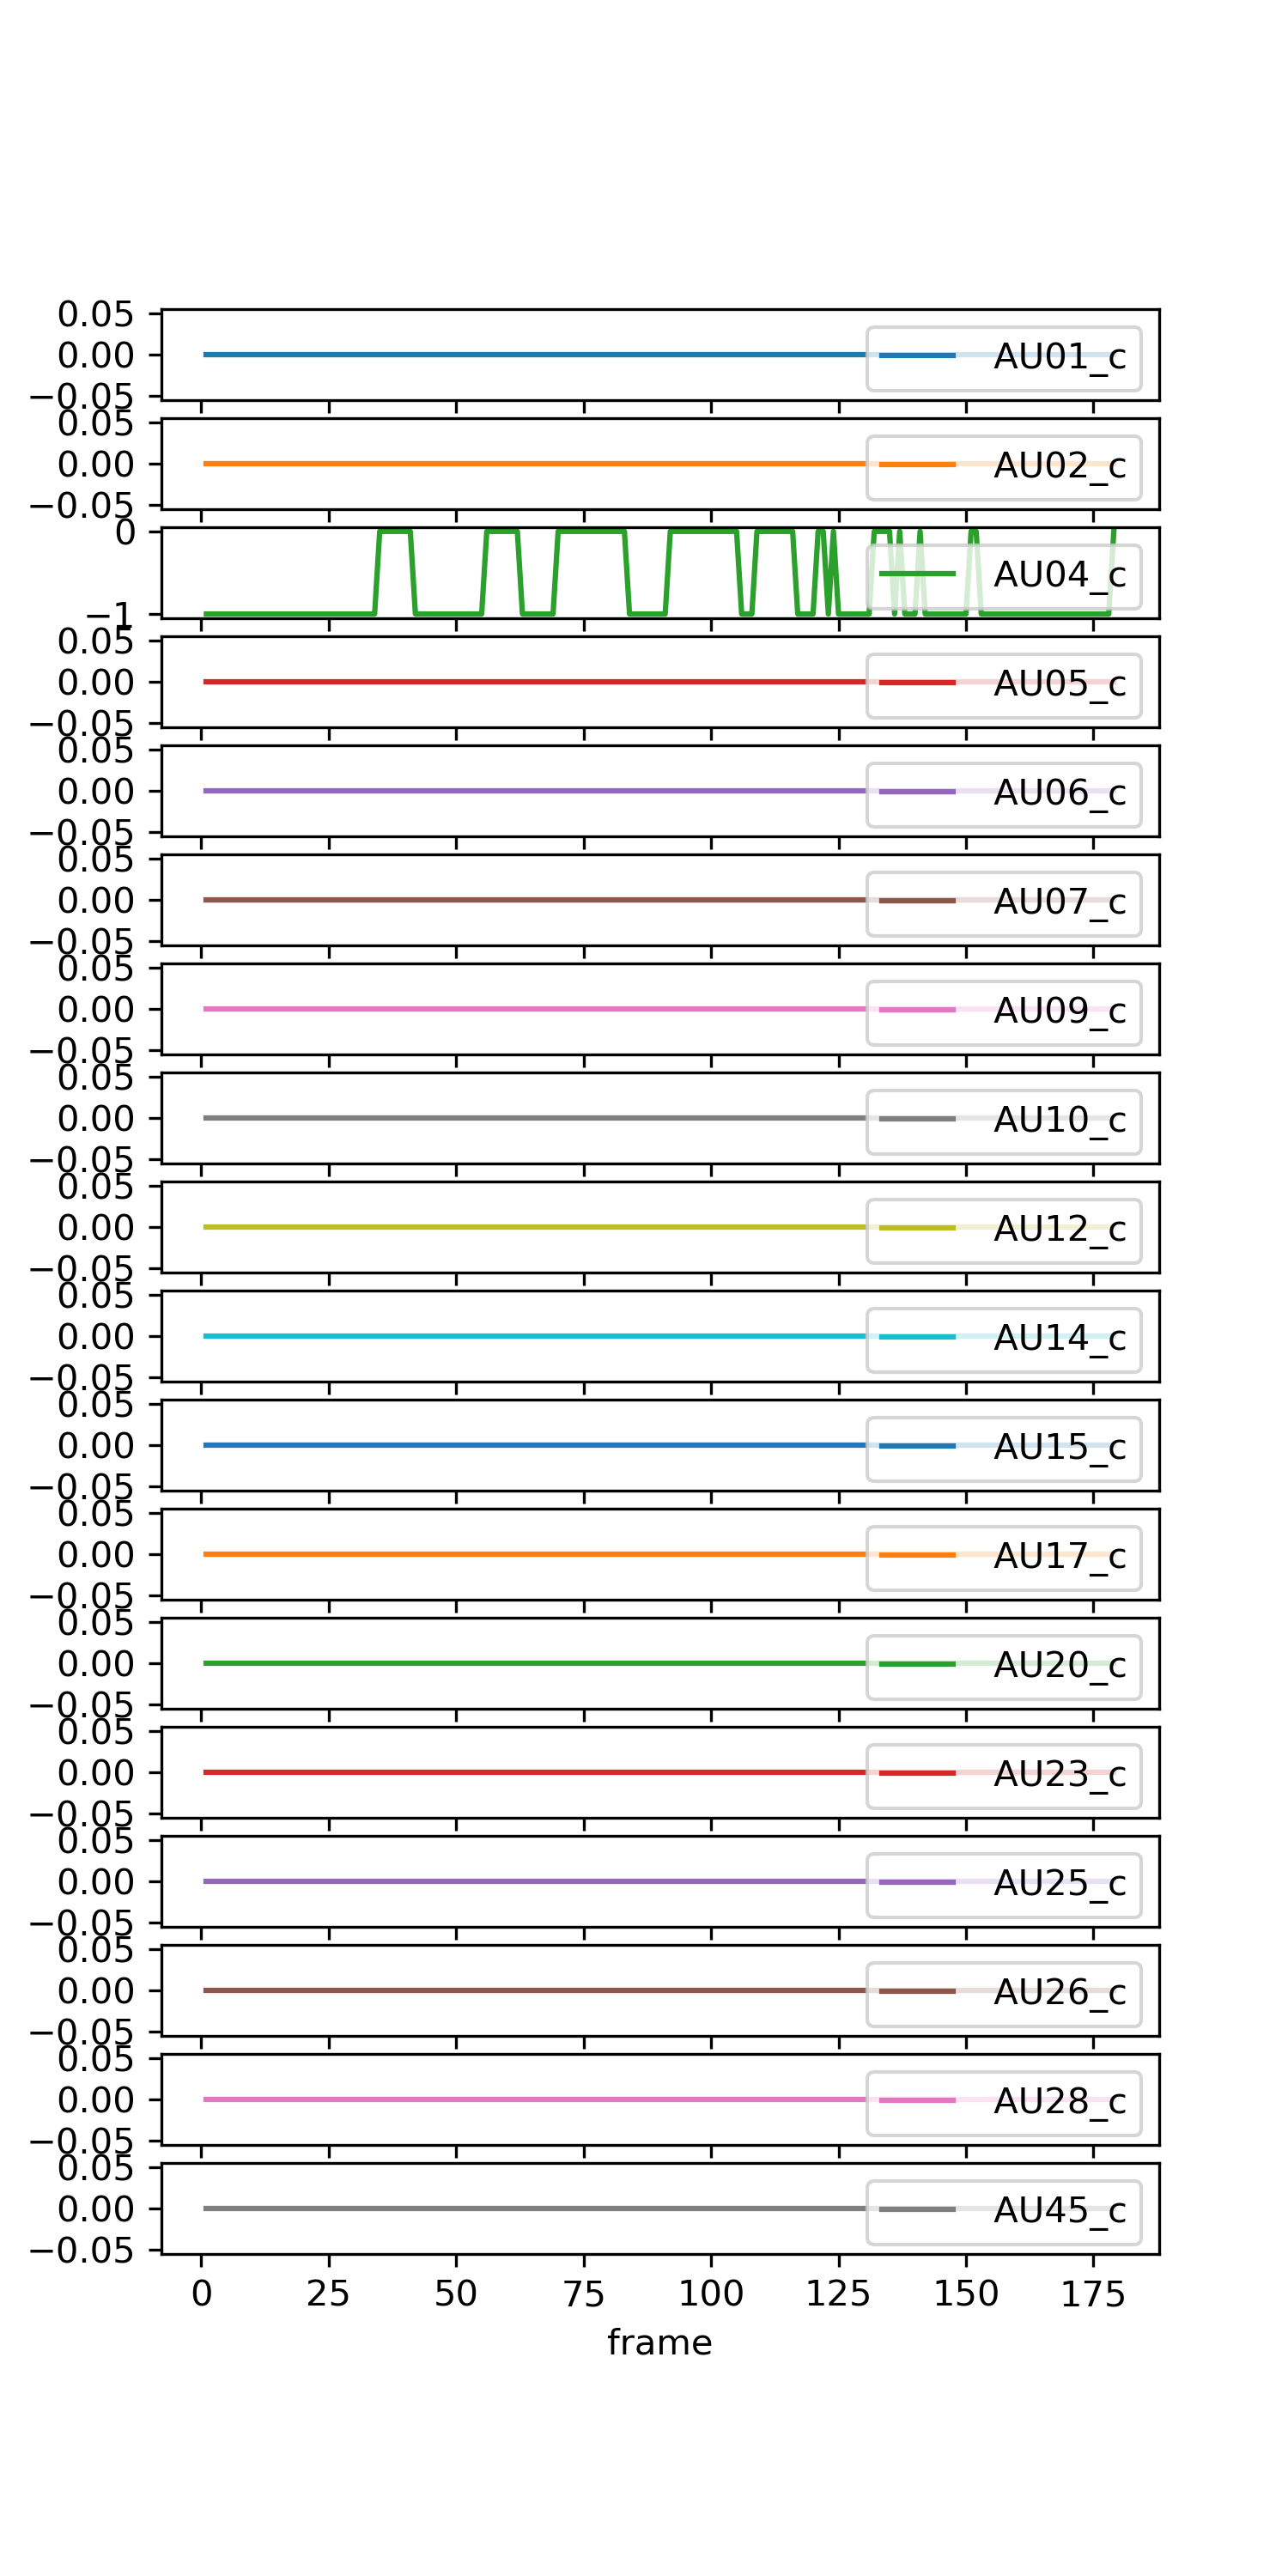 0.05
0.00 AU01_c
−0.05
0.05
0.00 AU02_c
−0.05
0
AU04_c
−1
0.05
0.00 AU05_c
−0.05
0.05
0.00 AU06_c
−0.05
0.05
0.00 AU07_c
−0.05
0.05
0.00 AU09_c
−0.05
0.05
0.00 AU10_c
−0.05
0.05
0.00 AU12_c
−0.05
0.05
0.00 AU14_c
−0.05
0.05
0.00 AU15_c
−0.05
0.05
0.00 AU17_c
−0.05
0.05
0.00 AU20_c
−0.05
0.05
0.00 AU23_c
−0.05
0.05
0.00 AU25_c
−0.05
0.05
0.00 AU26_c
−0.05
0.05
0.00 AU28_c
−0.05
0.05
0.00 AU45_c
−0.05
0 25 50 75 100 125 150 175
frame